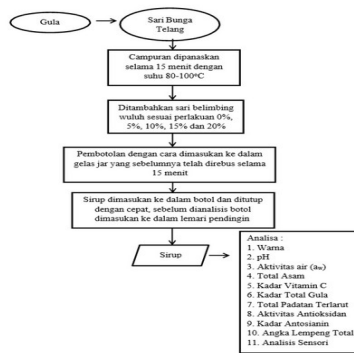 Gula
Sari Bunga
Telang
Campuran dipanaskan
selama 15 menit dengan
suhu 80-100°C
Ditambahkan sari belimbing
wuluh sesuai perlakuan 0%,
5%, 10%, 15% dan 20%
Pembotolan dengan cara dimasukan ke dalam
gelas jar yang sebelumnya telah direbus selama
15 menit
Sirup dimasukan ke dalam botol dan ditutup
dengan cepat, sebelum dianalisis botol
dimasukan ke dalam lemari pendingin
Sirup
Analisa :
1. Warna
2. pH
3. Aktivitas air (aw)
4. Total Asam
5. Kadar Vitamin C
6. Kadar Total Gula
7. Total Padatan Terlarut
8. Aktivitas Antioksidan
9. Kadar Antosianin
10. Angka Lempeng Total
11. Analisis Sensori